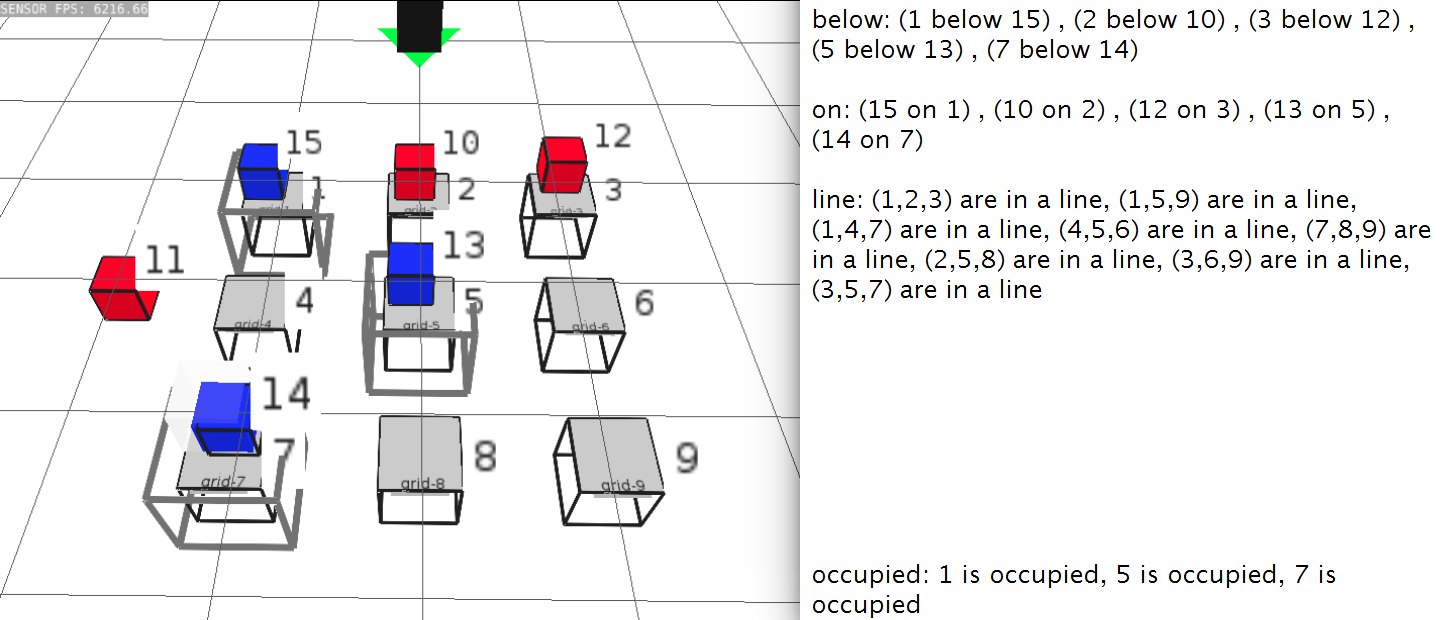 SENSOR FPS: 6216.66
15
10
12
1
2
3
grid-2
grid-3
11
13
4
5
6
grid-4
grid-5
grid-6
14
7
8
9
grid-7
grid-8
grid-9
below: (1 below 15) , (2 below 10) , (3 below 12) ,
(5 below 13) , (7 below 14)
on: (15 on 1) , (10 on 2) , (12 on 3) , (13 on 5) ,
(14 on 7)
line: (1,2,3) are in a line, (1,5,9) are in a line,
(1,4,7) are in a line, (4,5,6) are in a line, (7,8,9) are
in a line, (2,5,8) are in a line, (3,6,9) are in a line,
(3,5,7) are in a line
occupied: 1 is occupied, 5 is occupied, 7 is
occupied